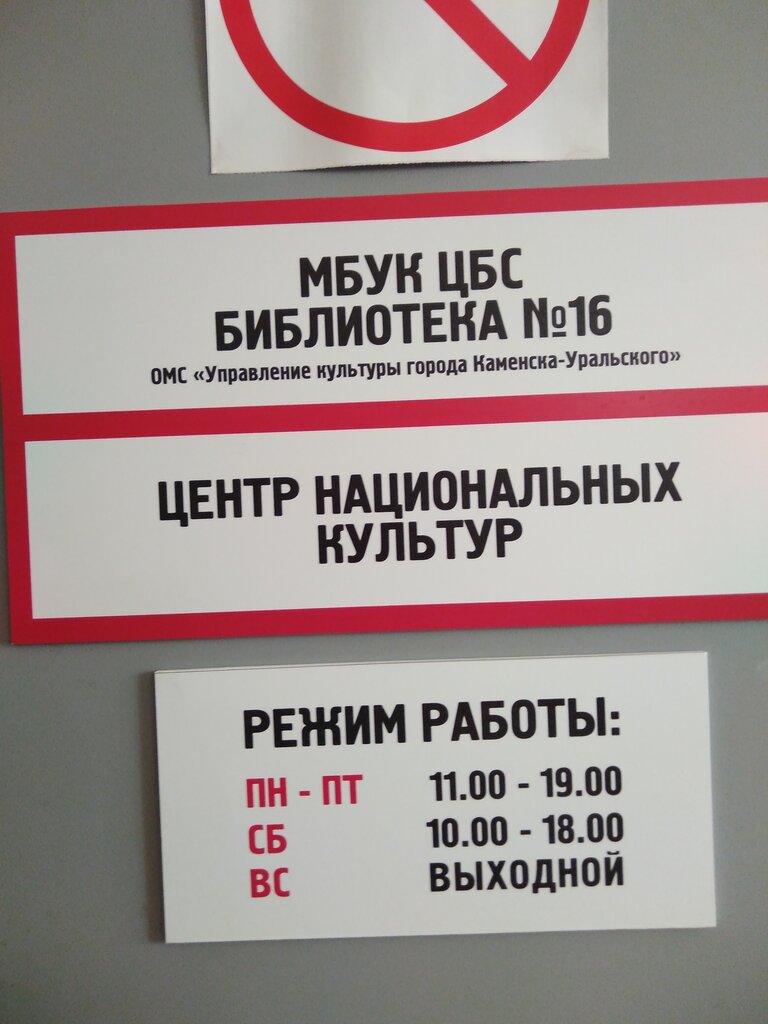 МБУК ЦБС
БИБЛИОТЕКА №16
ОМС «Управление культуры города Каменска-Уральского»
ЦЕНТР НАЦИОНАЛЬНЫХ
КУЛЬТУР
РЕЖИМ РАБОТЫ:
ПН - ПТ 11.00 - 19.00
СБ 10.00 - 18.00
ВС ВЫХОДНОЙ